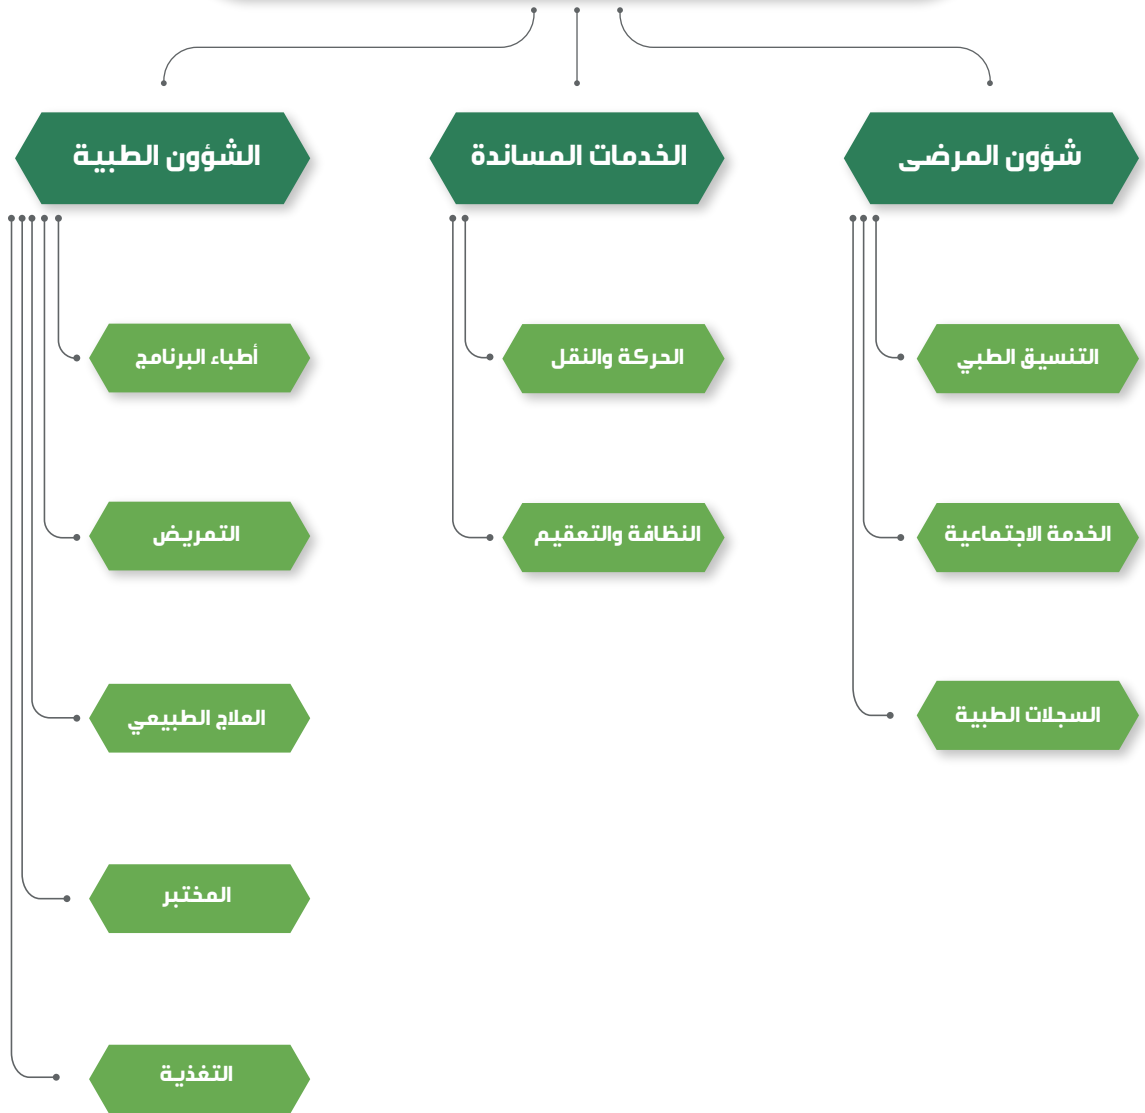 شؤون المرضى
الخدمات المساندة
الشؤون الطبية
التنسيق الطبي
الحركة والنقل
أطباء البرنامج
الخدمة الاجتماعية
النظافة والتعقيم
التمريض
السجلات الطبية
العلاج الطبيعي
المختبر
التغذية